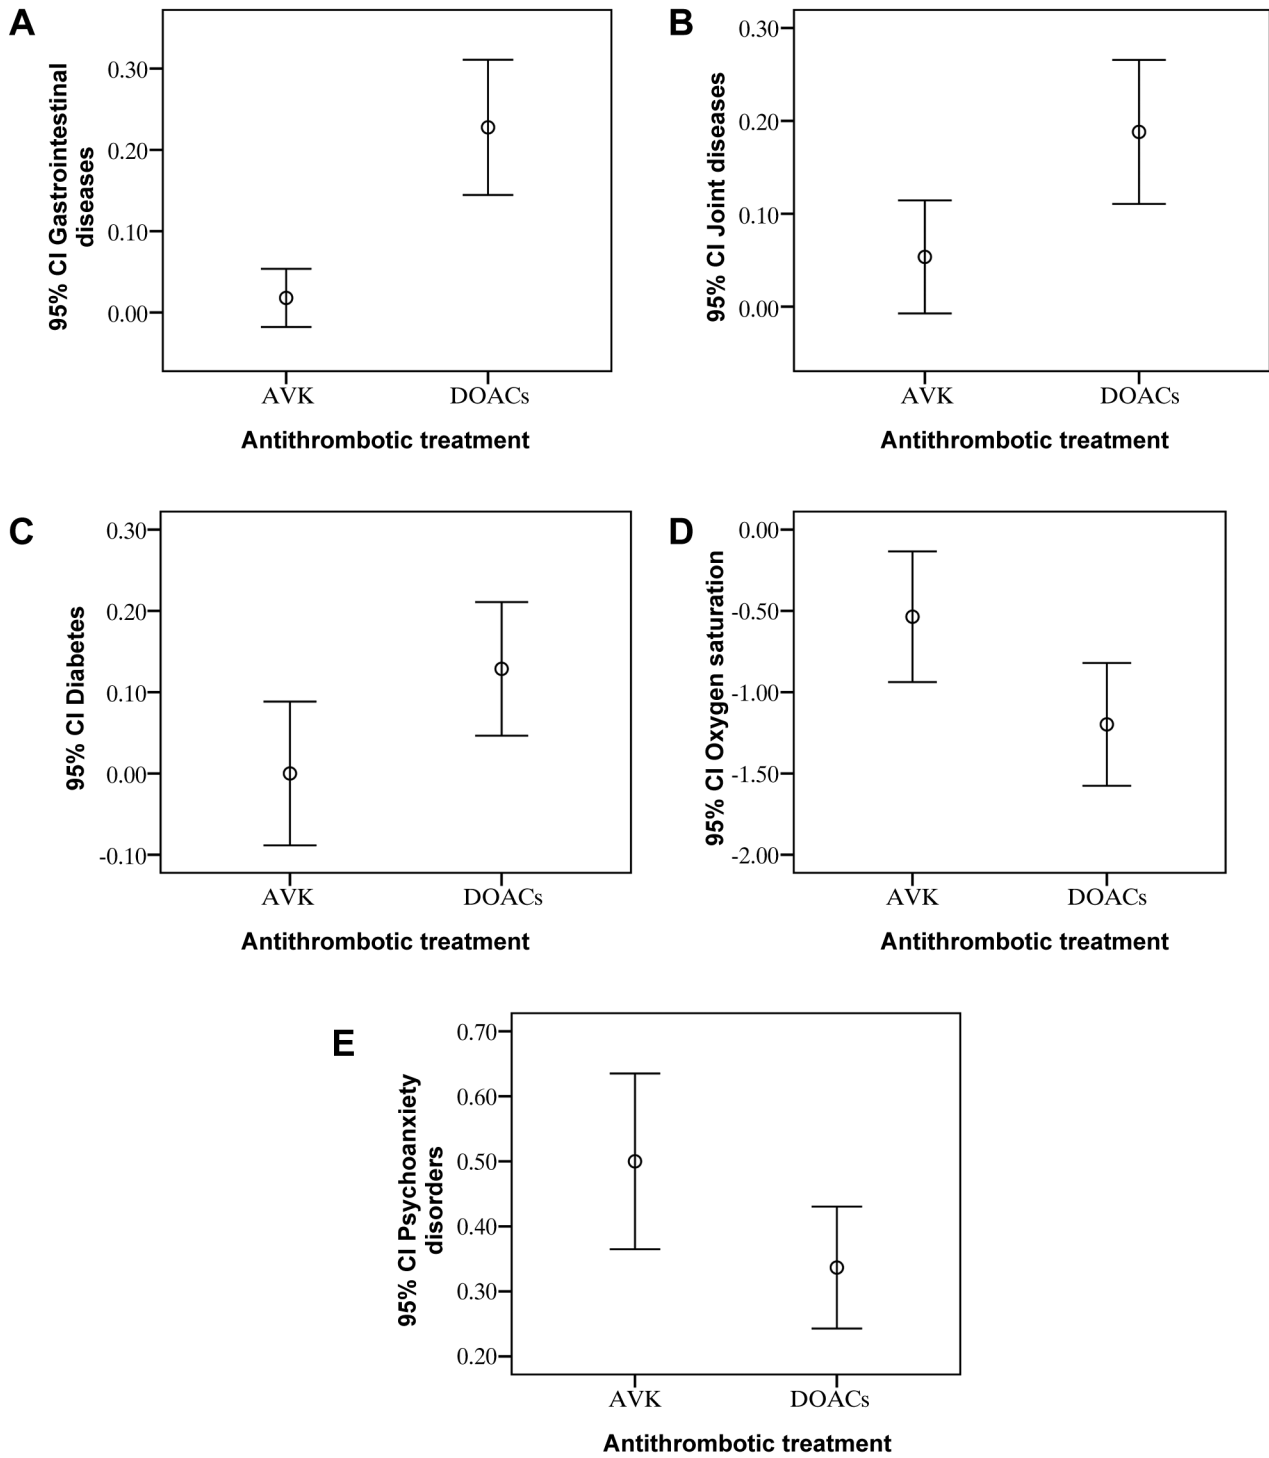 A
95% CI Gastrointestinal
diseases
0.30
0.20
0.10
0.00
AVK
DOACs
Antithrombotic treatment
B
95% CI Joint diseases
0.30
0.20
0.10
0.00
AVK
DOACs
Antithrombotic treatment
C
95% CI Diabetes
0.30
0.20
0.10
0.00
-0.10
AVK
DOACs
Antithrombotic treatment
D
95% CI Oxygen saturation
0.00
-0.50
-1.00
-1.50
-2.00
AVK
DOACs
Antithrombotic treatment
E
95% CI Psychoanxiety
disorders
0.70
0.60
0.50
0.40
0.30
0.20
AVK
DOACs
Antithrombotic treatment